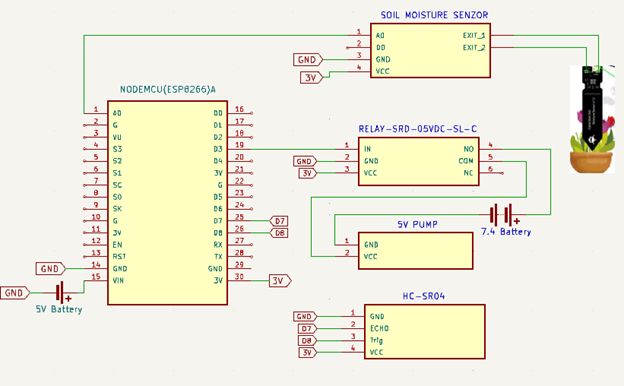 SOIL MOISTURE SENZOR
1 A0 EXIT_1
2 D0 EXIT_2
GND 3 GND
3V 4 VCC
NODEMCU(ESP8266)A
1 A0 D0 16
2 G D1 17
3 VU D2 18
4 S3 D3 19
5 S2 D4 20
6 S1 3V 21
7 SC G 22
8 S0 D5 23
9 SK D6 24
10 G D7 25 D7
11 3V D8 26 D8
12 EN RX 27
13 RST TX 28
GND 14 GND GND 29
15 VIN 3V 30 3V
GND
5V Battery
RELAY-SRD-05VDC-SL-C
1 IN NO 4
GND 2 GND COM 5
3V 3 VCC NC 6
7.4 Battery
5V PUMP
1 GND
2 VCC
HC-SR04
GND 1 GND
D7 2 ECHO
D8 3 Trig
3V 4 VCC